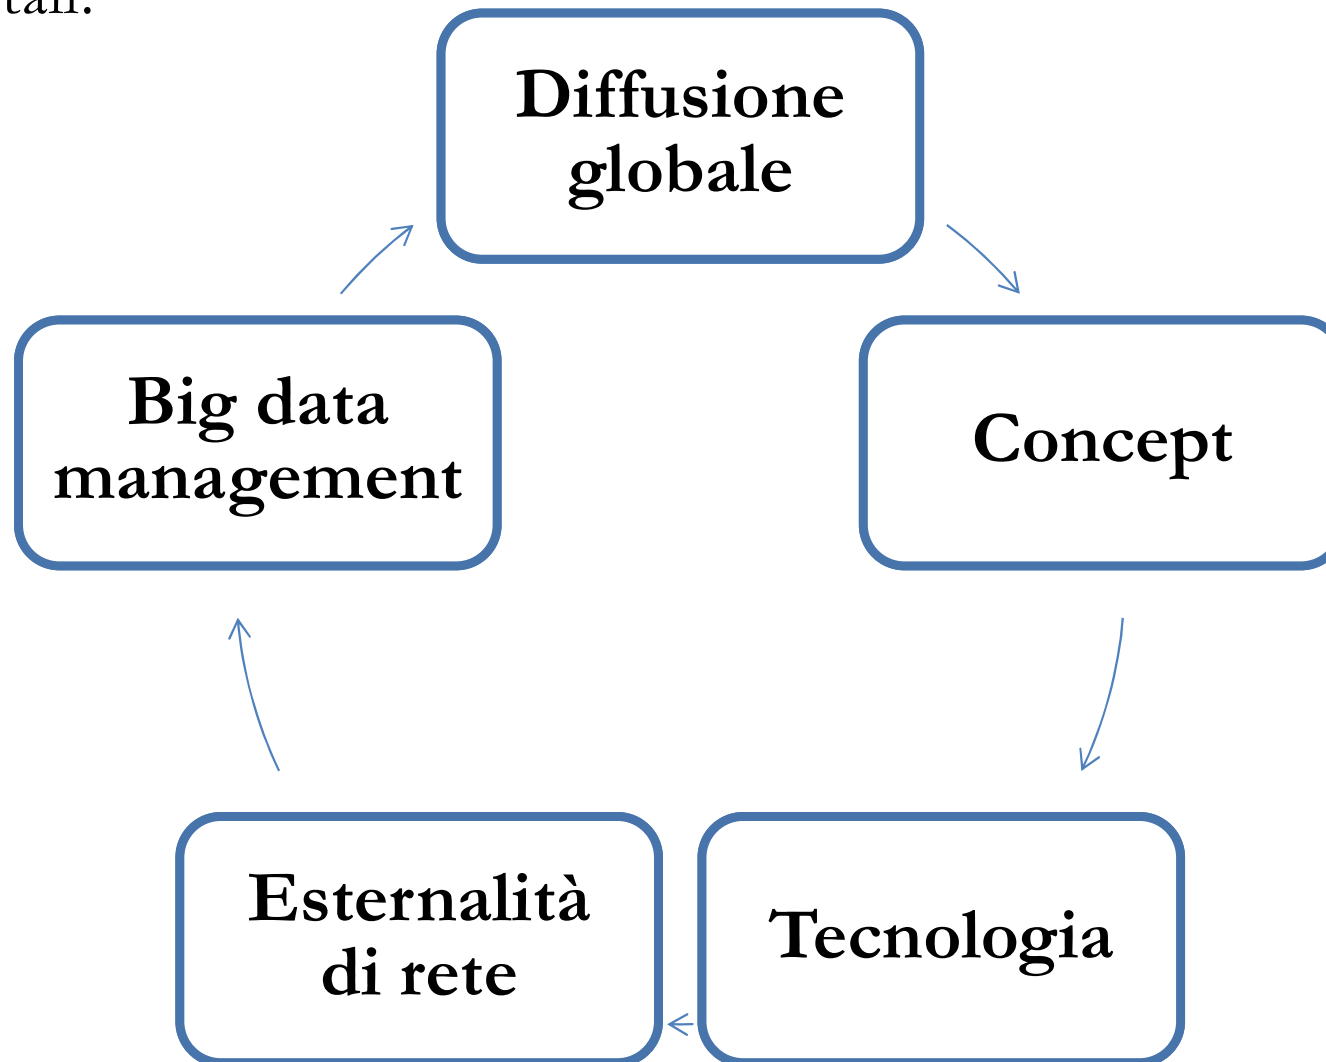 Diffusione
globale
Big data
management
Concept
Esternalità
di rete
Tecnologia